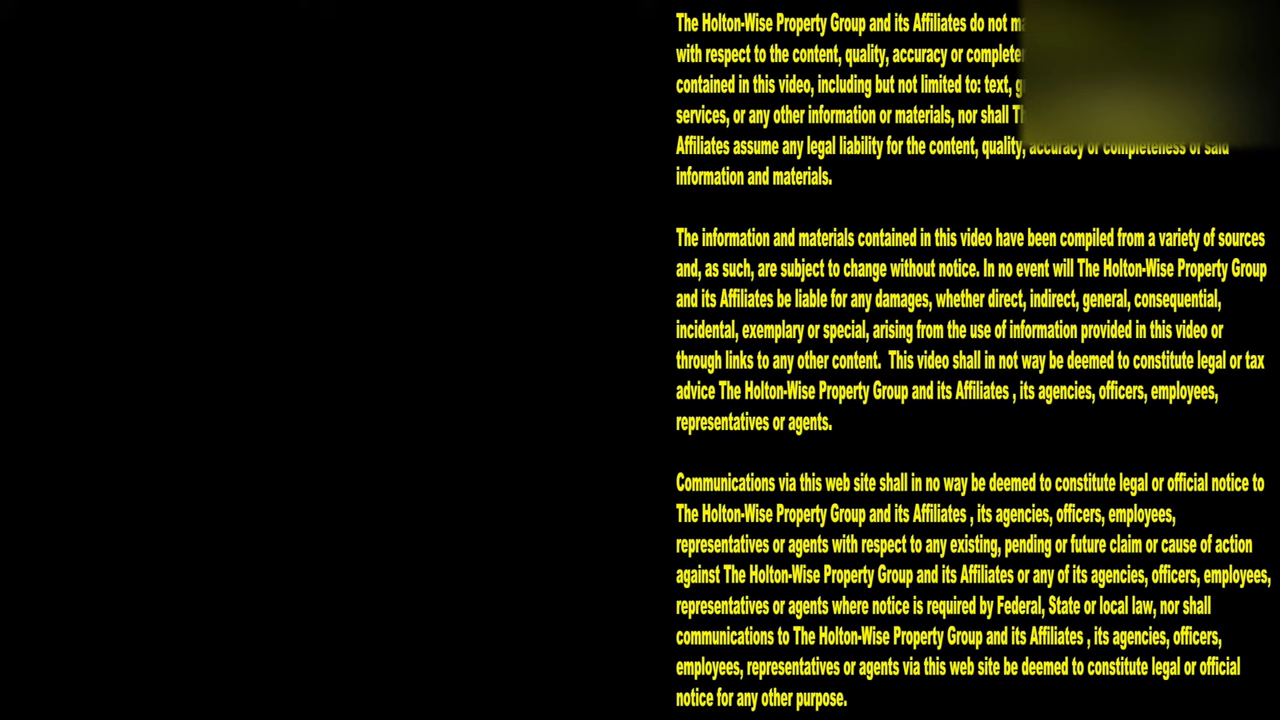 The Holton-Wise Property Group and its Affiliates do not
with respect to the content, quality, accuracy or
contained in this video, including but not limited to: text,
services, or any other information or materials, nor shall
Affiliates assume any legal liability for the content, quality, accuracy or completeness of said
information and materials.
The information and materials contained in this video have been compiled from a variety of sources
and, as such, are subject to change without notice. In no event will The Holton-Wise Property Group
and its Affiliates be liable for any damages, whether direct, indirect, general, consequential,
incidental, exemplary or special, arising from the use of information provided in this video or
through links to any other content.  This video shall in not way be deemed to constitute legal or tax
advice The Holton-Wise Property Group and its Affiliates , its agencies, officers, employees,
representatives or agents.
Communications via this web site shall in no way be deemed to constitute legal or official notice to
The Holton-Wise Property Group and its Affiliates , its agencies, officers, employees,
representatives or agents with respect to any existing, pending or future claim or cause of action
against The Holton-Wise Property Group and its Affiliates or any of its agencies, officers, employees,
representatives or agents where notice is required by Federal, State or local law, nor shall
communications to The Holton-Wise Property Group and its Affiliates , its agencies, officers,
employees, representatives or agents via this web site be deemed to constitute legal or official
notice for any other purpose.